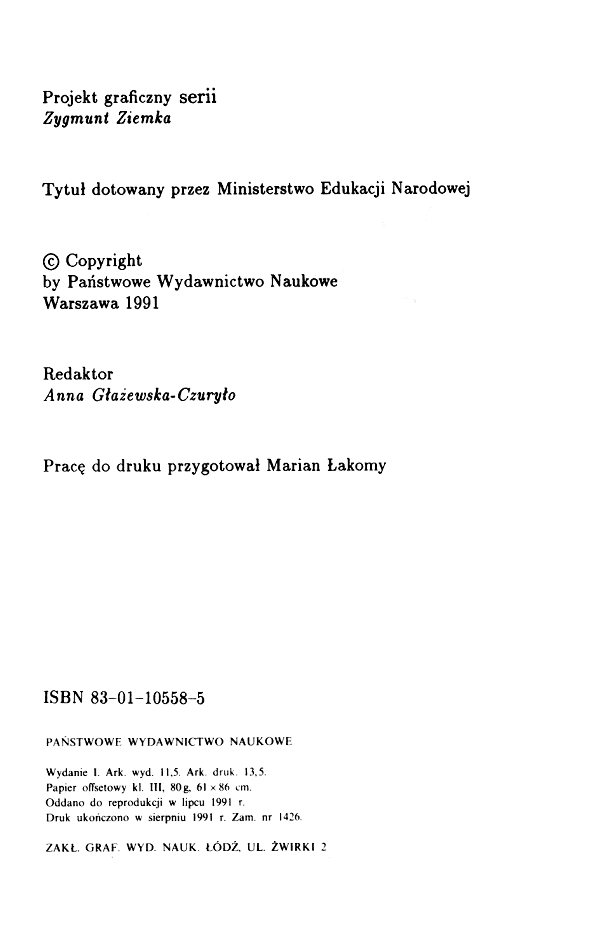 Projekt graficzny serii
Zygmunt Ziemka
Tytuł dotowany przez Ministerstwo Edukacji Narodowej
© Copyright
by Państwowe Wydawnictwo Naukowe
Warszawa 1991
Redaktor
Anna Głażewska-Czuryło
Pracę do druku przygotował Marian Łakomy
ISBN 83-01-10558-5
PAŃSTWOWE WYDAWNICTWO NAUKOWE
Wydanie I. Ark. wyd. 11,5. Ark. druk. 13,5.
Papier offsetowy kl. III, 80 g, 61 × 86 cm.
Oddano do reprodukcji w lipcu 1991 r.
Druk ukończono w sierpniu 1991 r. Zam. nr 1426.
ZAKŁ. GRAF. WYD. NAUK. ŁÓDŹ, UL. ŻWIRKI 2